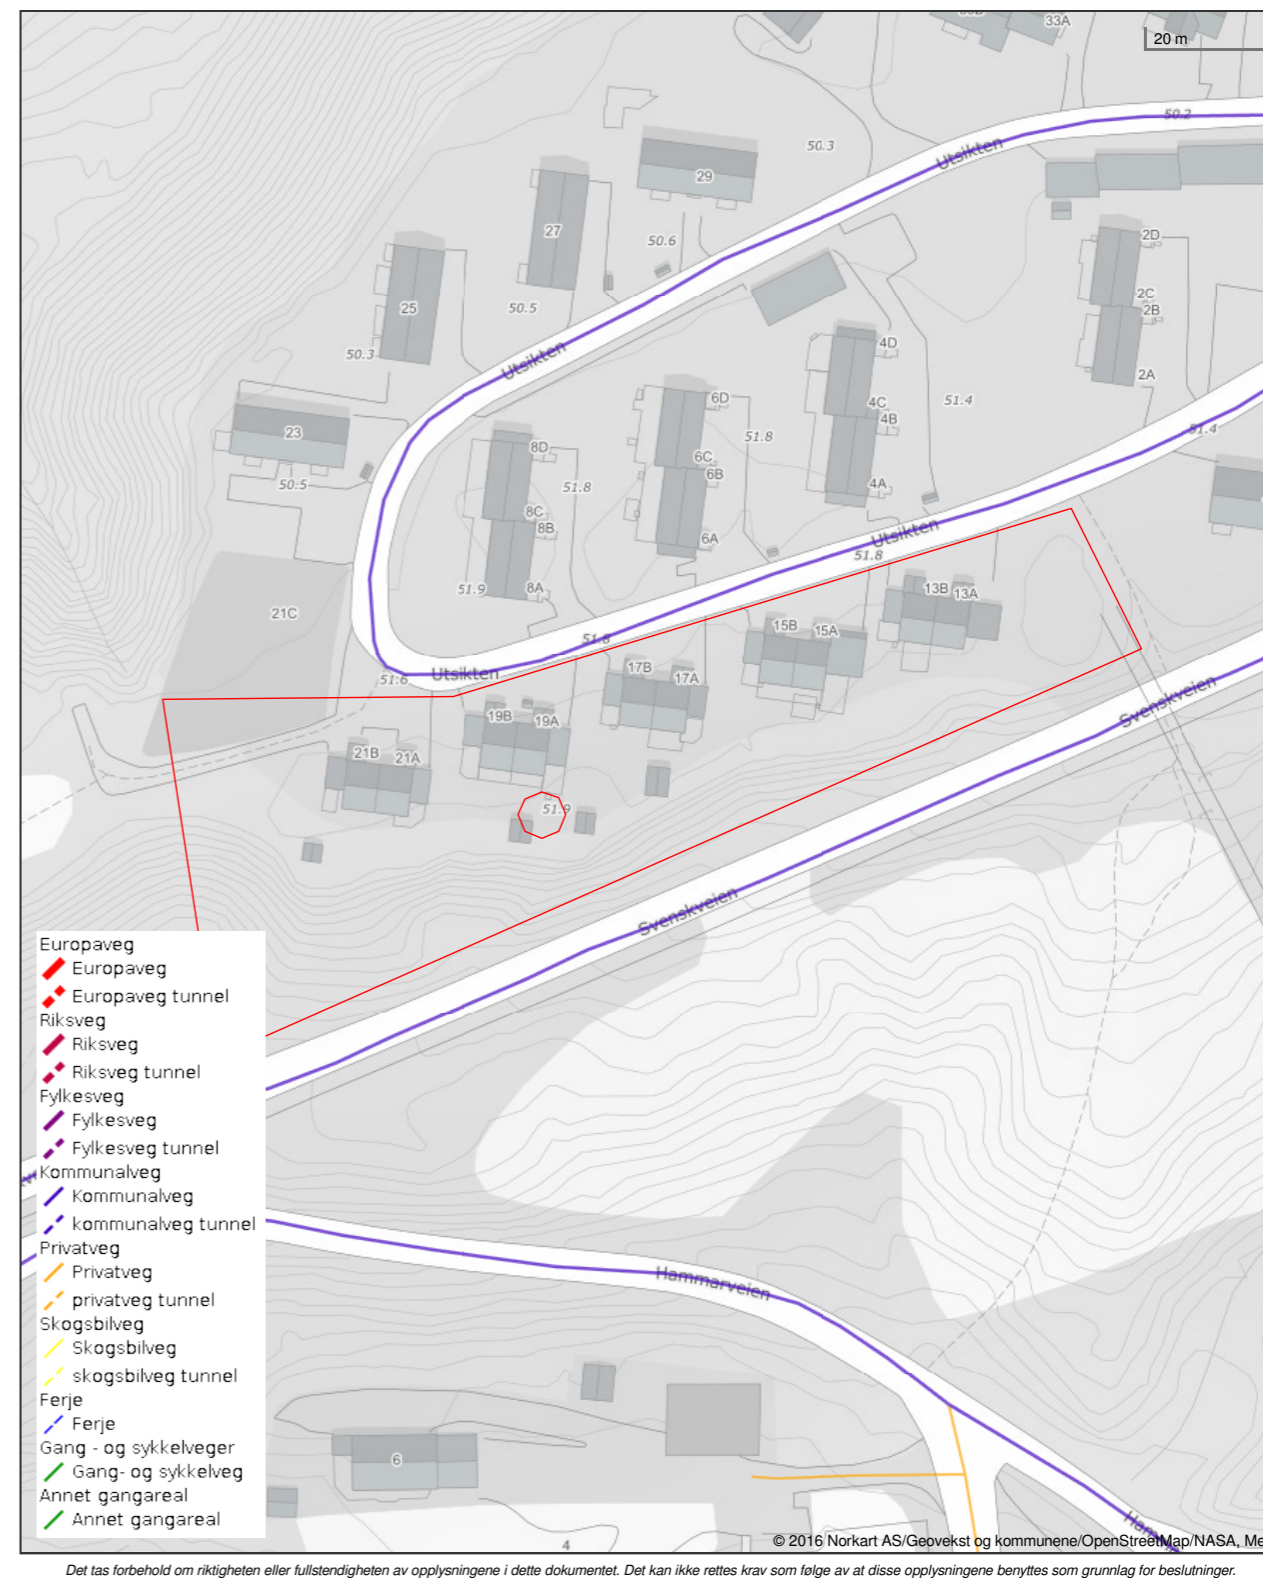 33A
20 m
50.2
Utsikten
50.3
29
27
50.6
2D
25
50.5
2C
2B
50.3
Utsikten
4D
2A
6D
4C
51.4
4B
23
51.8
51.4
8D
6C
6B
50.5
51.8
4A
8C
8B
6A
Utsikten
51.8
51.9
8A
13B
13A
21C
15B
15A
51.8
17B
17A
Utsikten
51.6
Svenskveien
19B
19A
21B
21A
51.9
Svenskveien
Europaveg
Europaveg
Europaveg tunnel
Riksveg
Riksveg
Riksveg tunnel
Fylkesveg
Fylkesveg
Fylkesveg tunnel
Kommunalveg
Kommunalveg
kommunalveg tunnel
Privatveg
Privatveg
privatveg tunnel
Skogsbilveg
Skogsbilveg
skogsbilveg tunnel
Ferje
Ferje
Gang - og sykkelveger
Gang- og sykkelveg
Annet gangareal
Annet gangareal
Hammarveien
6
4
© 2016 Norkart AS/Geovekst og kommunene/OpenStreetMap/NASA, Me
Det tas forbehold om riktigheten eller fullstendigheten av opplysningene i dette dokumentet. Det kan ikke rettes krav som følge av at disse opplysningene benyttes som grunnlag for beslutninger.